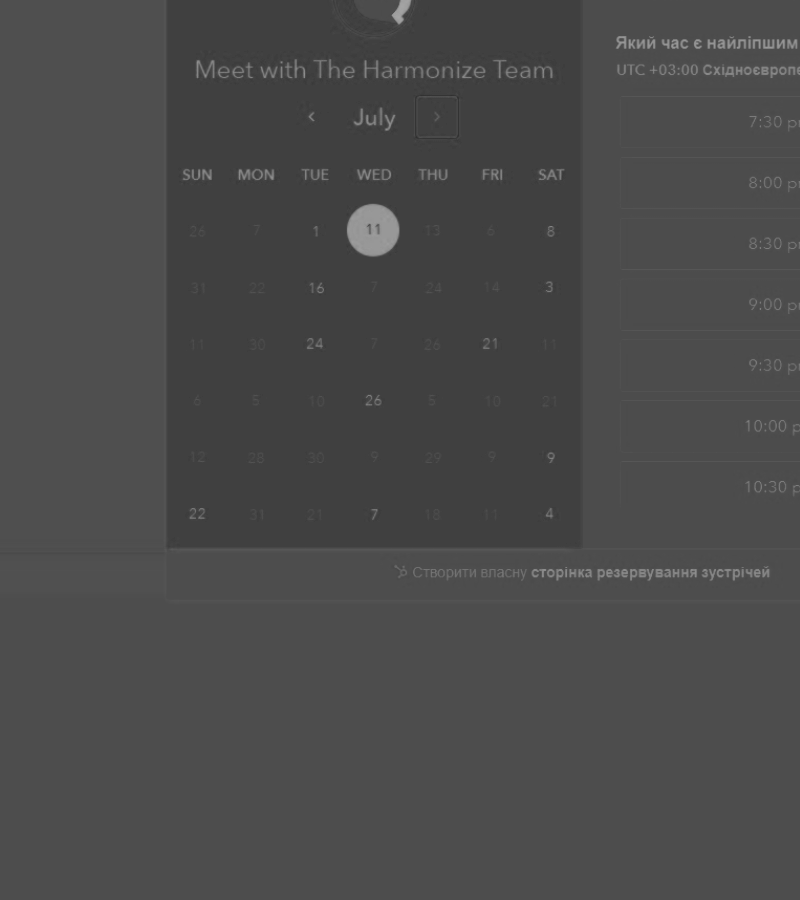 Meet with The Harmonize Team
July
SUN MON TUE WED THU FRI SAT
26 7 1 11 13 6 8
31 22 16 7 24 14 3
11 30 24 7 26 21 11
6 5 10 26 5 10 21
12 28 30 9 29 9 9
22 31 21 7 18 11 4
Який час є найліпшим
UTC +03:00 Східноєвропе
7:30 p
8:00 p
8:30 p
9:00 p
9:30 p
10:00 p
10:30 p
Створити власну сторінка резервування зустрічей